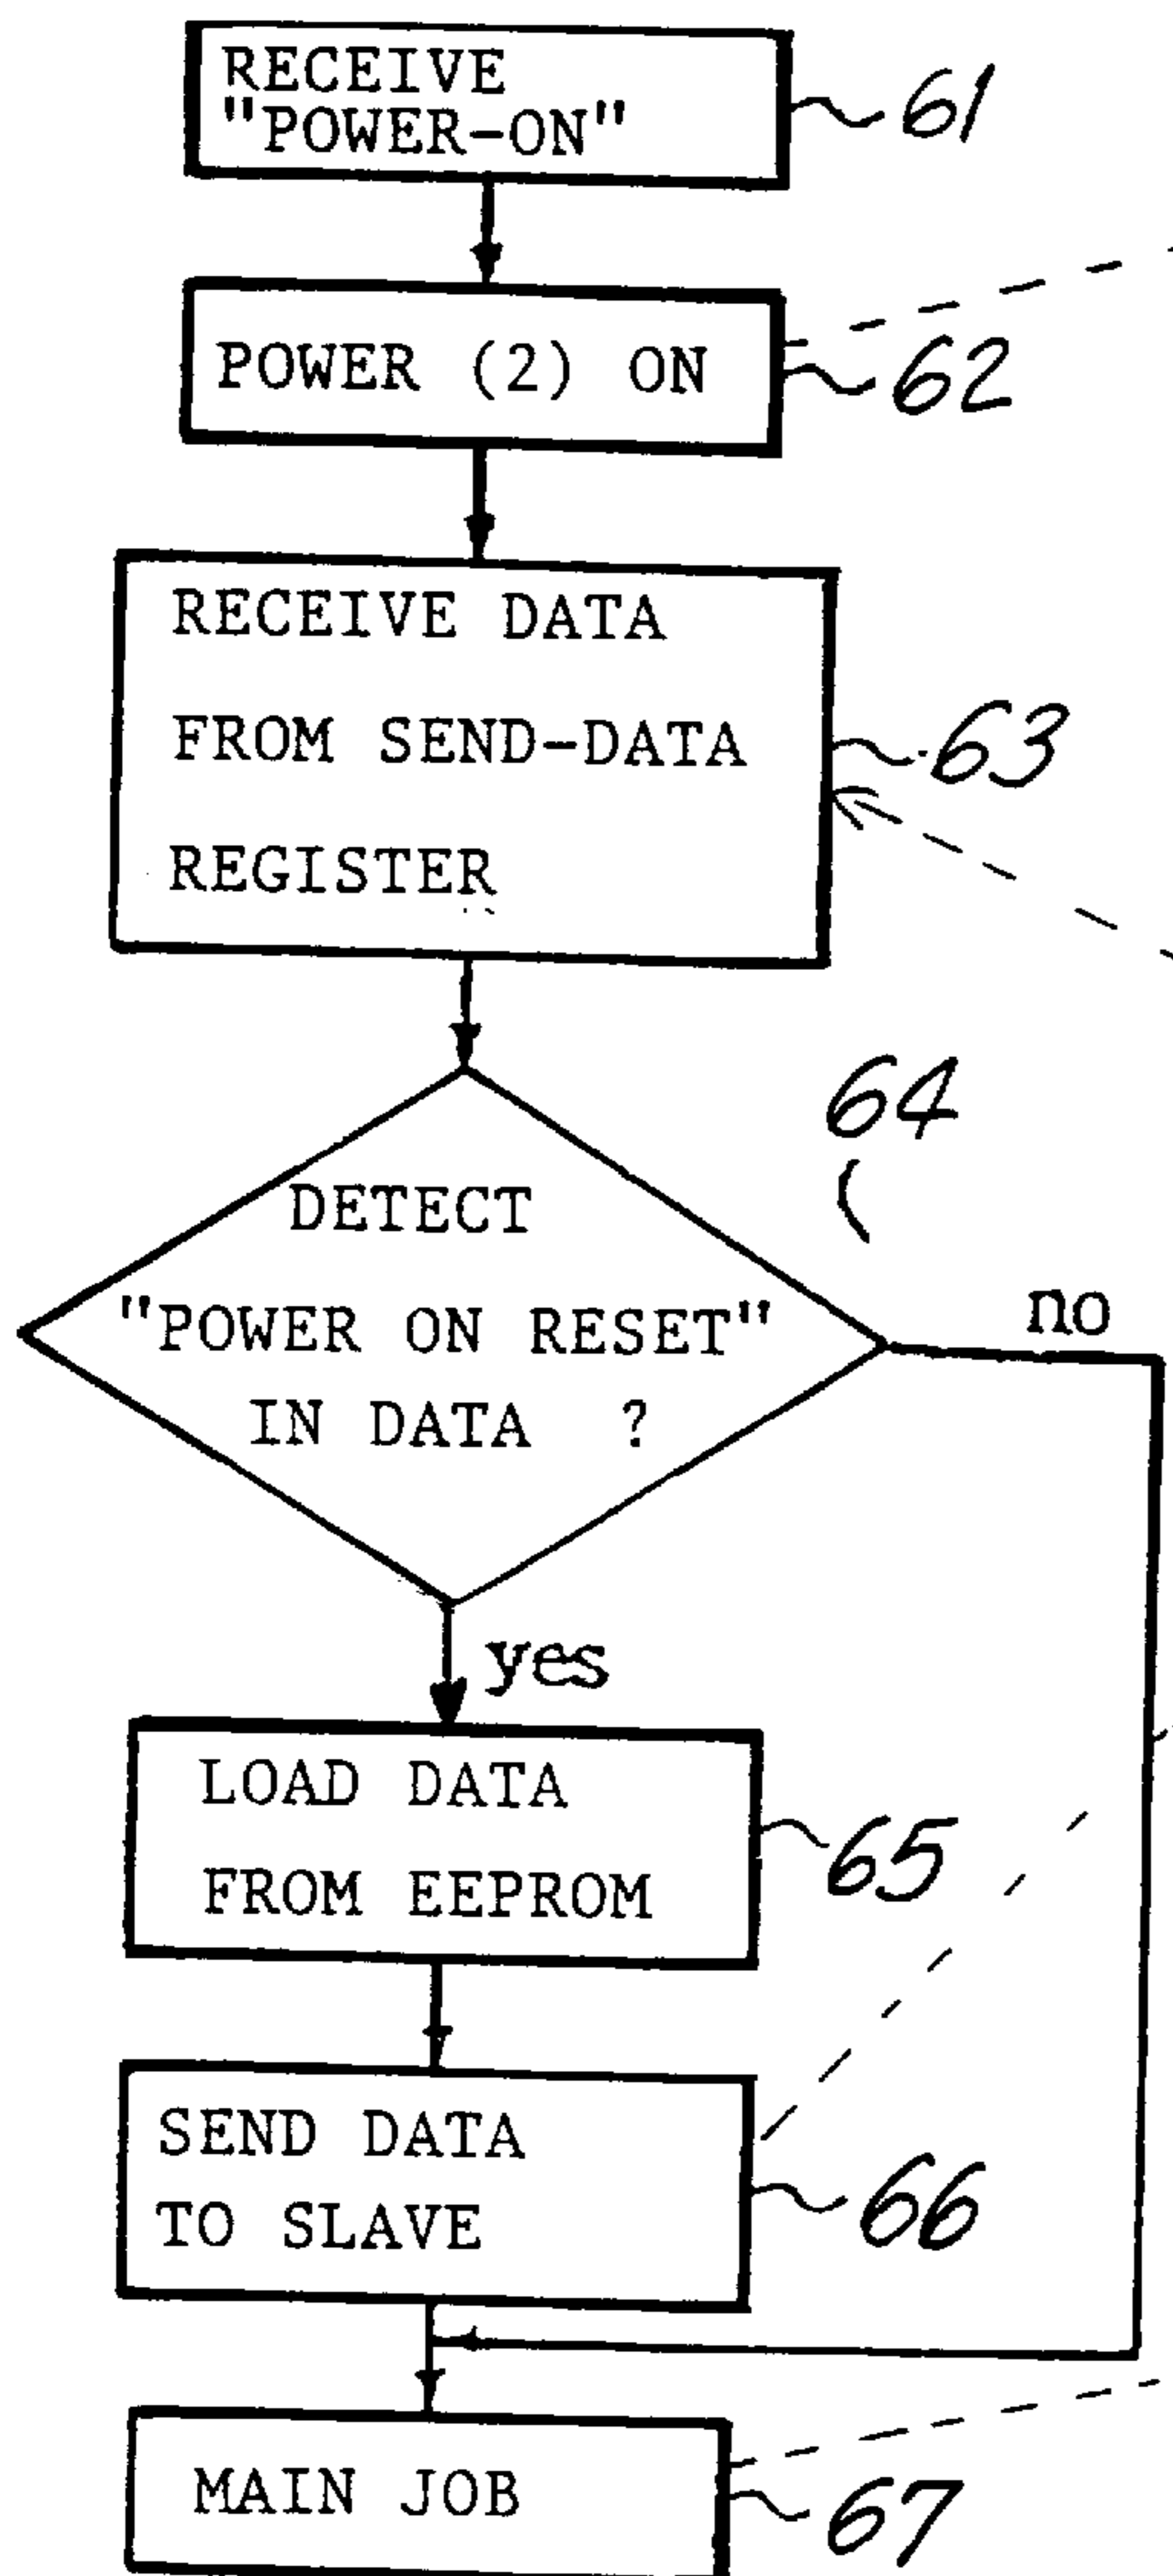 RECEIVE
"POWER-ON"
61
POWER (2) ON
62
RECEIVE DATA
FROM SEND-DATA
REGISTER
63
64
DETECT
"POWER ON RESET"
IN DATA ?
no
yes
LOAD DATA
FROM EEPROM
65
SEND DATA
TO SLAVE
66
MAIN JOB
67